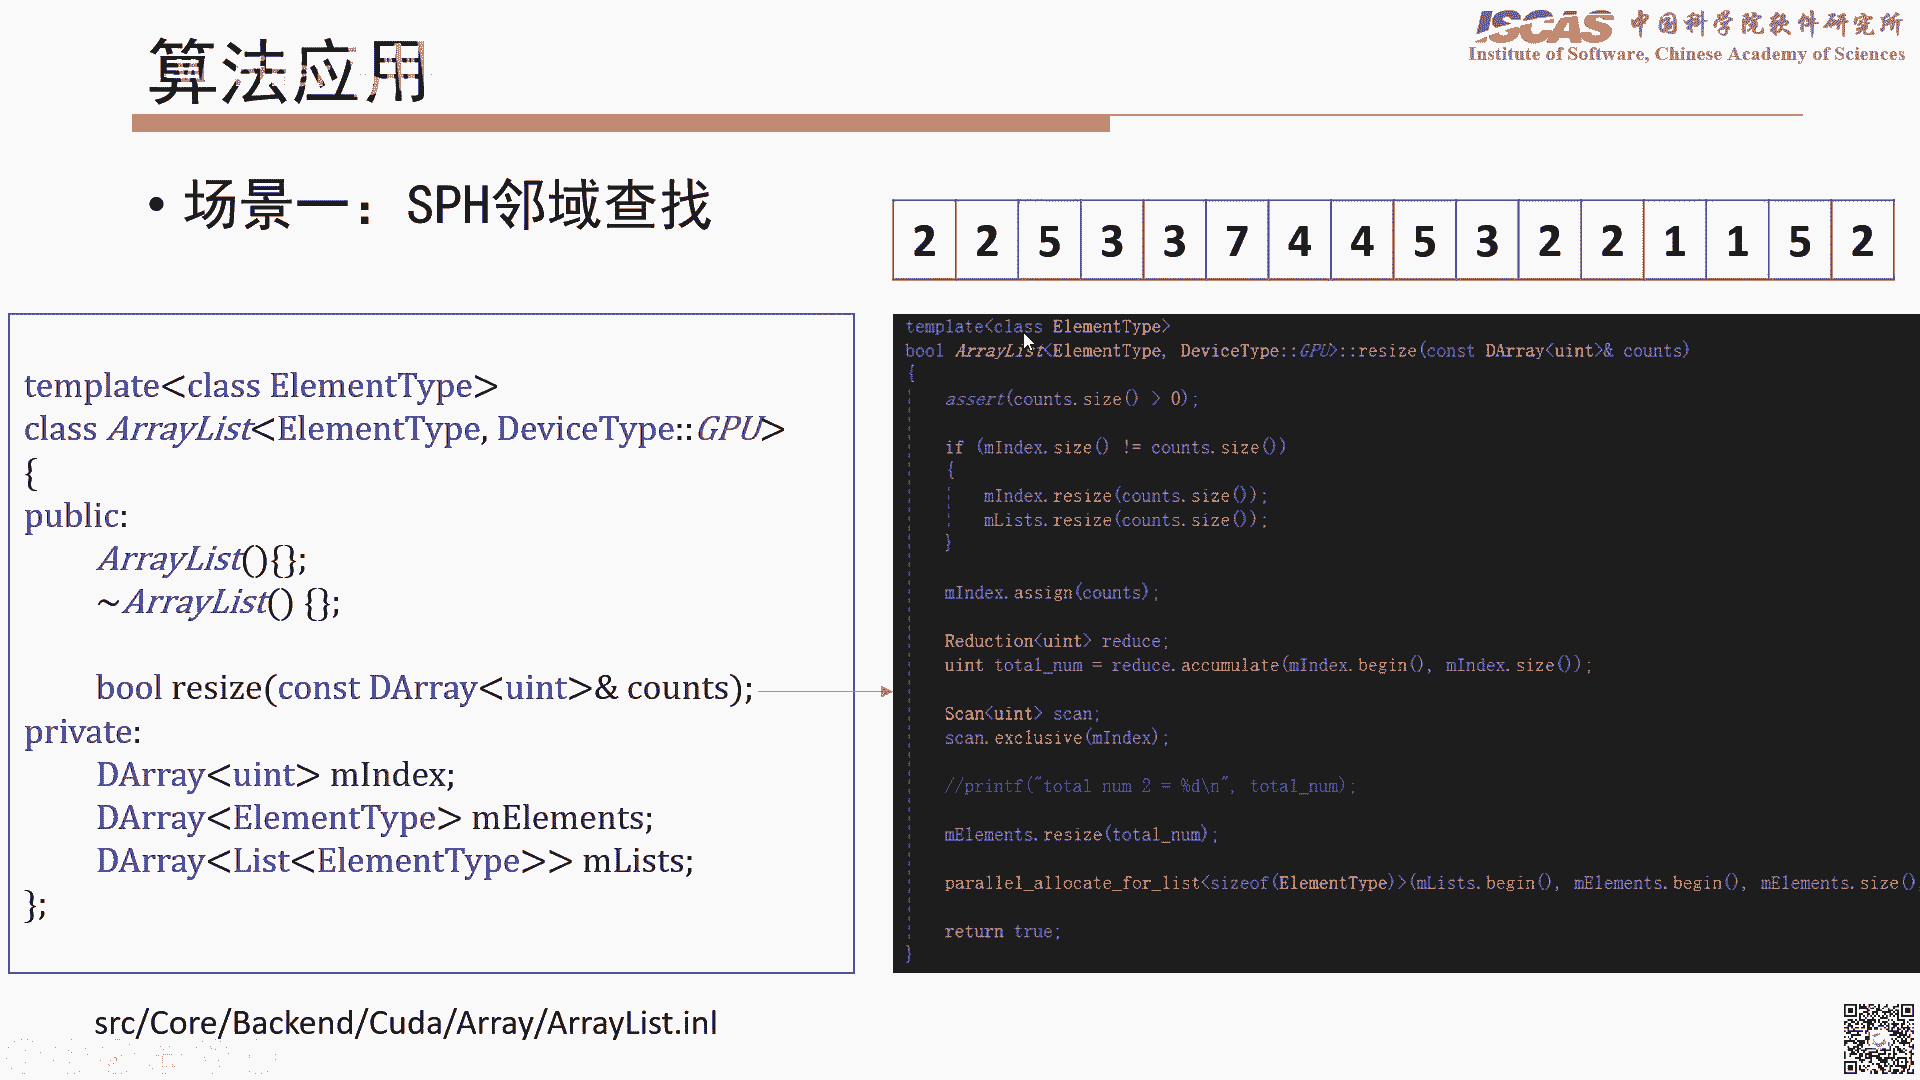 算法应用
ISCAS 中国科学院软件研究所
Institute of Software, Chinese Academy of Sciences
• 场景一：SPH邻域查找
2 2 5 3 3 7 4 4 5 3 2 2 1 1 5 2
template<class ElementType>
class ArrayList<ElementType, DeviceType::GPU>
{
public:
ArrayList(){};
~ArrayList() {};
bool resize(const DArray<uint>& counts);
private:
DArray<uint> mIndex;
DArray<ElementType> mElements;
DArray<List<ElementType>> mLists;
};
template<class ElementType>
bool ArrayList<ElementType, DeviceType::GPU>::resize(const DArray<uint>& counts)
{
assert(counts.size() > 0);
if (mIndex.size() != counts.size())
{
mIndex.resize(counts.size());
mLists.resize(counts.size());
}
mIndex.assign(counts);
Reduction<uint> reduce;
uint total_num = reduce.accumulate(mIndex.begin(), mIndex.size());
Scan<uint> scan;
scan.exclusive(mIndex);
//printf("total num 2 = %d\n", total_num);
mElements.resize(total_num);
parallel_allocate_for_list<sizeof(ElementType)>(mLists.begin(), mElements.begin(), mElements.size()
return true;
}
src/Core/Backend/Cuda/Array/ArrayList.inl